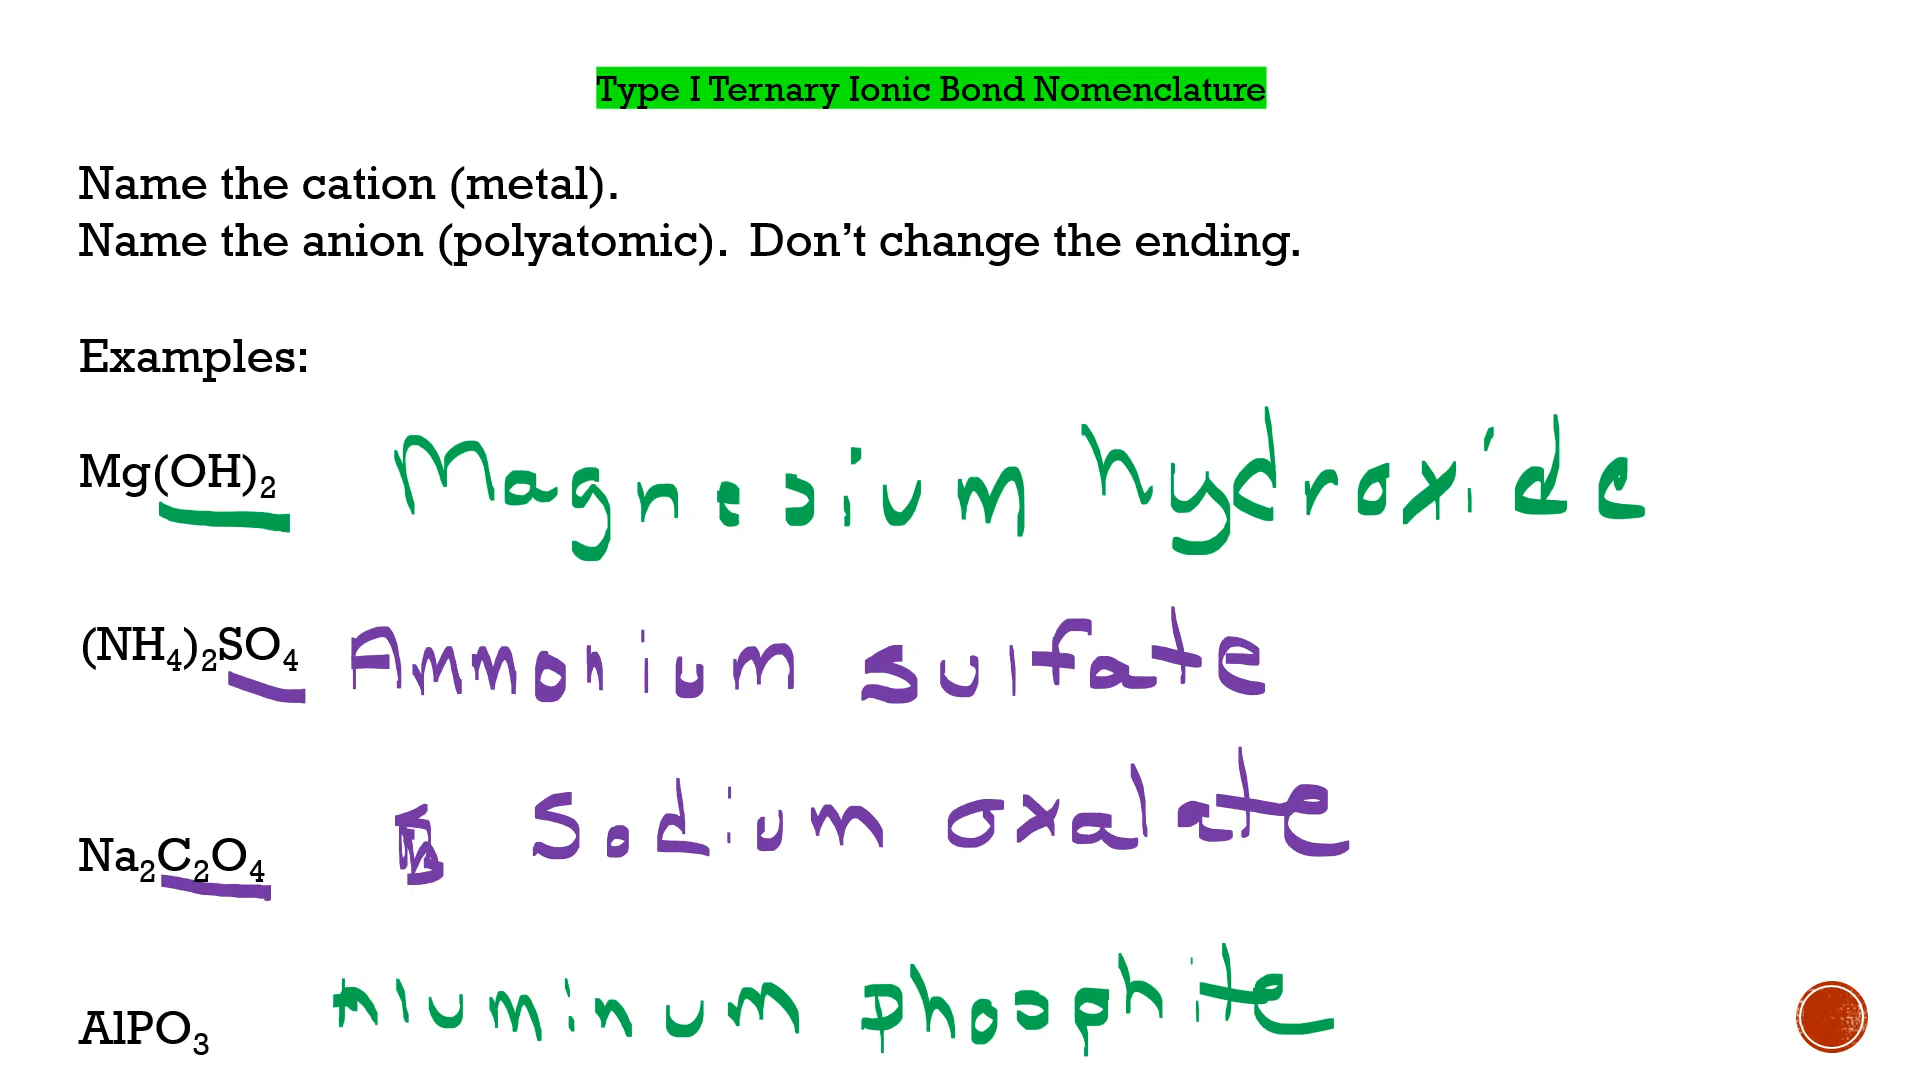 Type I Ternary Ionic Bond Nomenclature
Name the cation (metal).
Name the anion (polyatomic). Don’t change the ending.
Examples:
Mg(OH)₂ Magnesium hydroxide
(NH₄)₂SO₄ Ammonium sulfate
Na₂C₂O₄ Sodium oxalate
AlPO₃ Aluminum phosphite